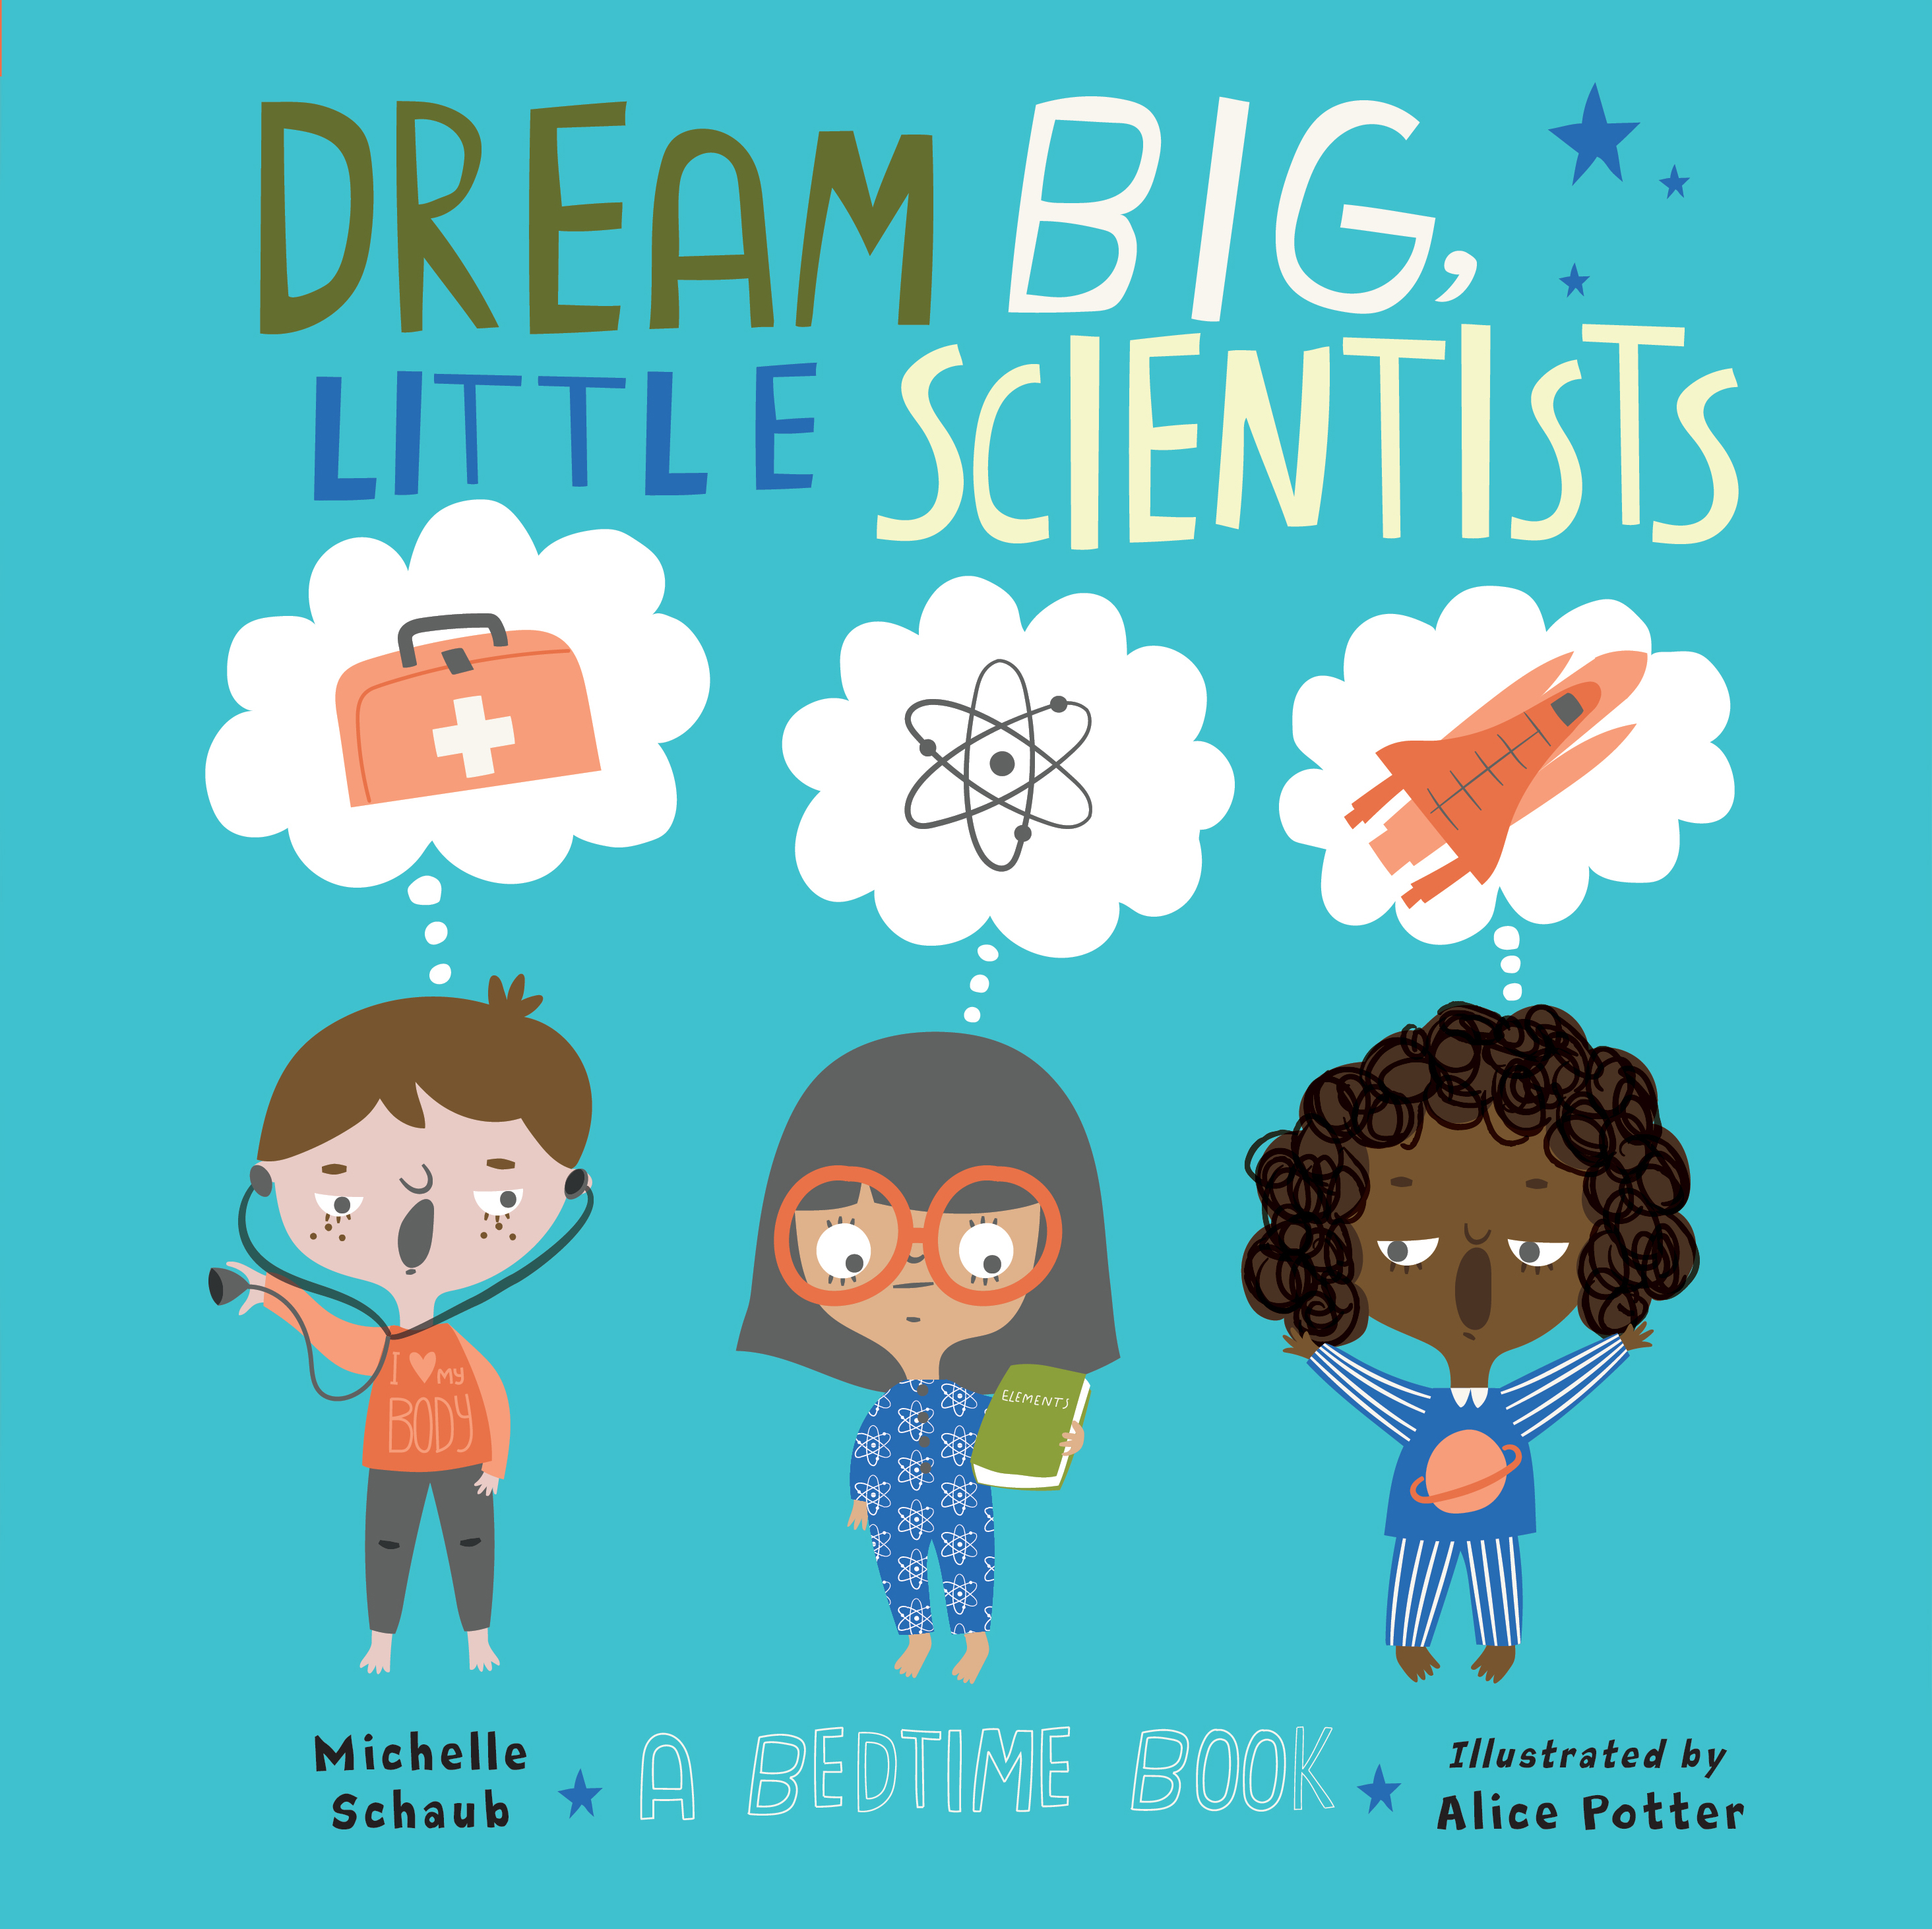 DREAM BIG,
LITTLE SCIENTISTS
I ♥ MY
BODY
ELEMENTS
Michelle
Schaub
A BEDTIME BOOK
Illustrated by
Alice Potter